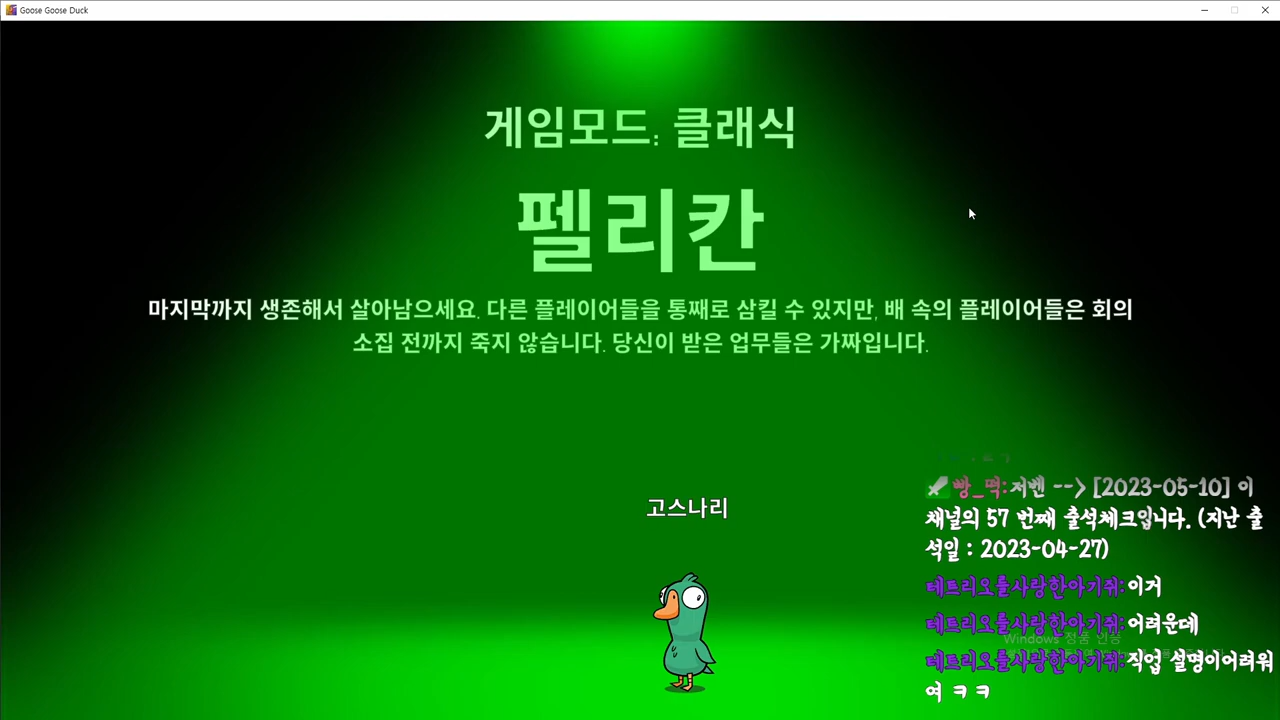 Goose Goose Duck
게임모드: 클래식
펠리칸
마지막까지 생존해서 살아남으세요. 다른 플레이어들을 통째로 삼킬 수 있지만, 배 속의 플레이어들은 회의
소집 전까지 죽지 않습니다. 당신이 받은 업무들은 가짜입니다.
고스나리
빵_떡:저벤 --> [2023-05-10] 이
채널의 57 번째 출석체크입니다. (지난 출
석일 : 2023-04-27)
테트리오를사랑한아기쥐:이거
테트리오를사랑한아기쥐:어려운데
Windows 정품 인증
테트리오를사랑한아기쥐:직업 설명이어려워
여 ㅋㅋ